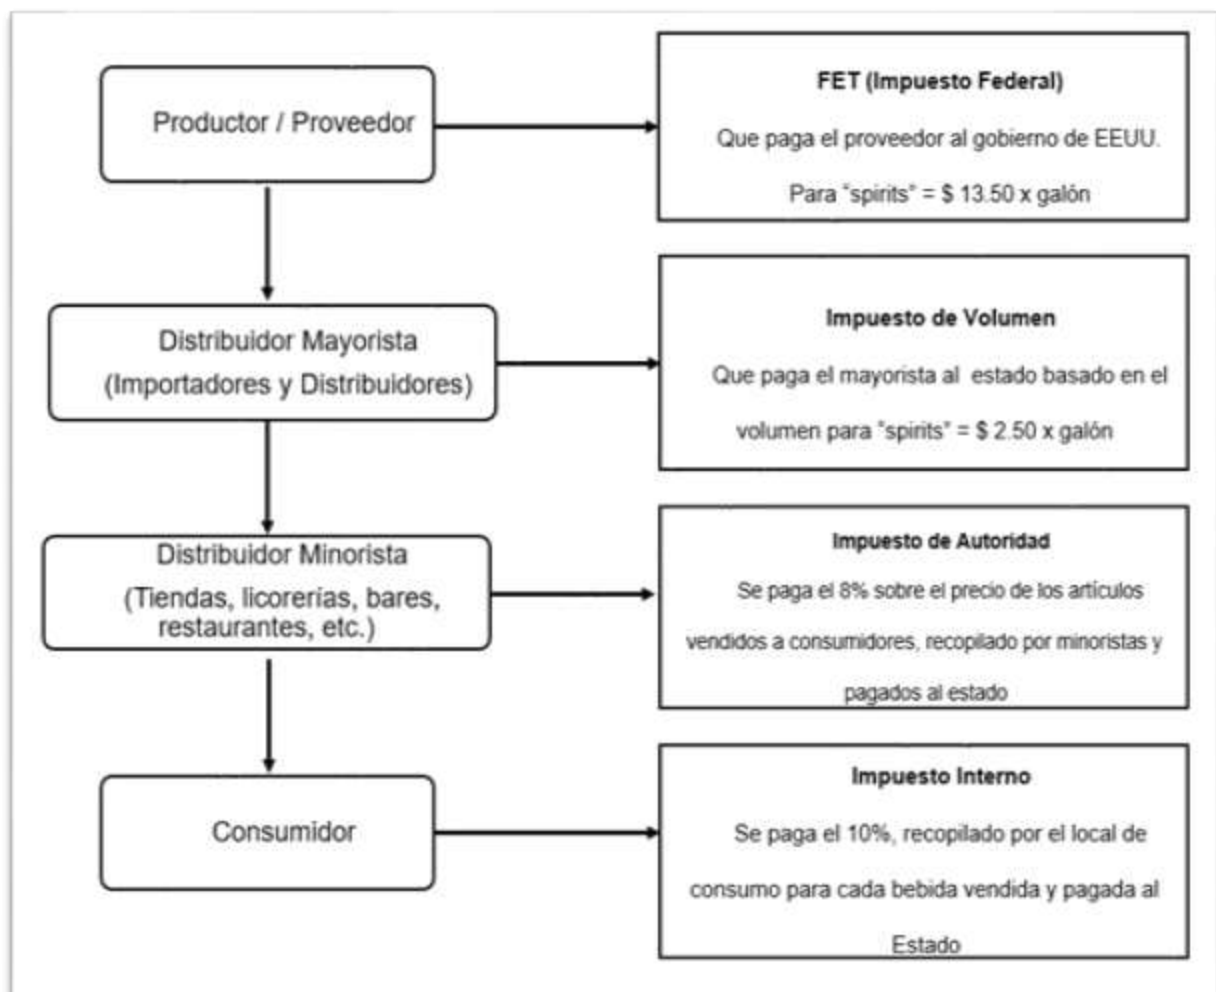 Productor / Proveedor
FET (Impuesto Federal)
Que paga el proveedor al gobierno de EEUU.
Para "spirits" = $ 13.50 x galón
Distribuidor Mayorista
(Importadores y Distribuidores)
Impuesto de Volumen
Que paga el mayorista al estado basado en el
volumen para "spirits" = $ 2.50 x galón
Distribuidor Minorista
(Tiendas, licorerías, bares,
restaurantes, etc.)
Impuesto de Autoridad
Se paga el 8% sobre el precio de los artículos
vendidos a consumidores, recopilado por minoristas y
pagados al estado
Consumidor
Impuesto Interno
Se paga el 10%, recopilado por el local de
consumo para cada bebida vendida y pagada al
Estado